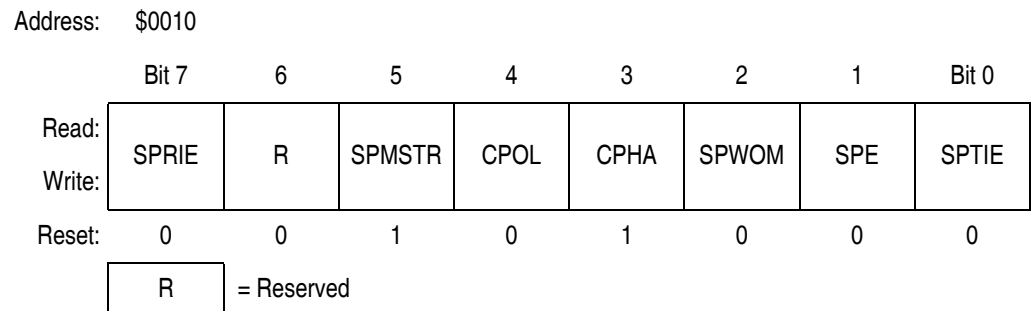 Address: $0010
Bit 7 6 5 4 3 2 1 Bit 0
Read:
SPRIE R SPMSTR CPOL CPHA SPWOM SPE SPTIE
Write:
Reset: 0 0 1 0 1 0 0 0
R = Reserved